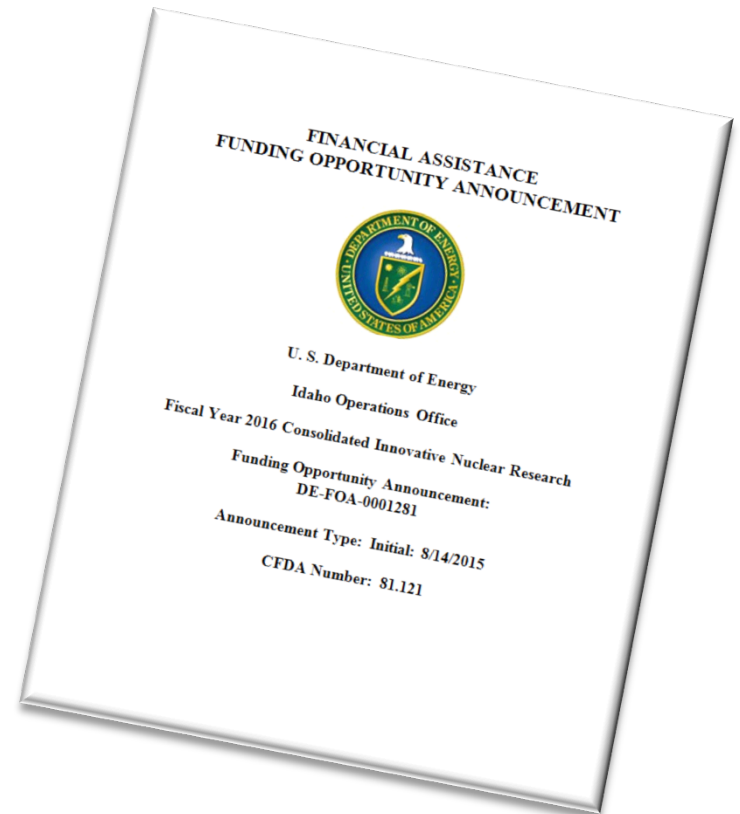 FINANCIAL ASSISTANCE
FUNDING OPPORTUNITY ANNOUNCEMENT
DEPARTMENT OF ENERGY
UNITED STATES OF AMERICA
U. S. Department of Energy
Idaho Operations Office
Fiscal Year 2016 Consolidated Innovative Nuclear Research
Funding Opportunity Announcement:
DE-FOA-0001281
Announcement Type: Initial: 8/14/2015
CFDA Number: 81.121